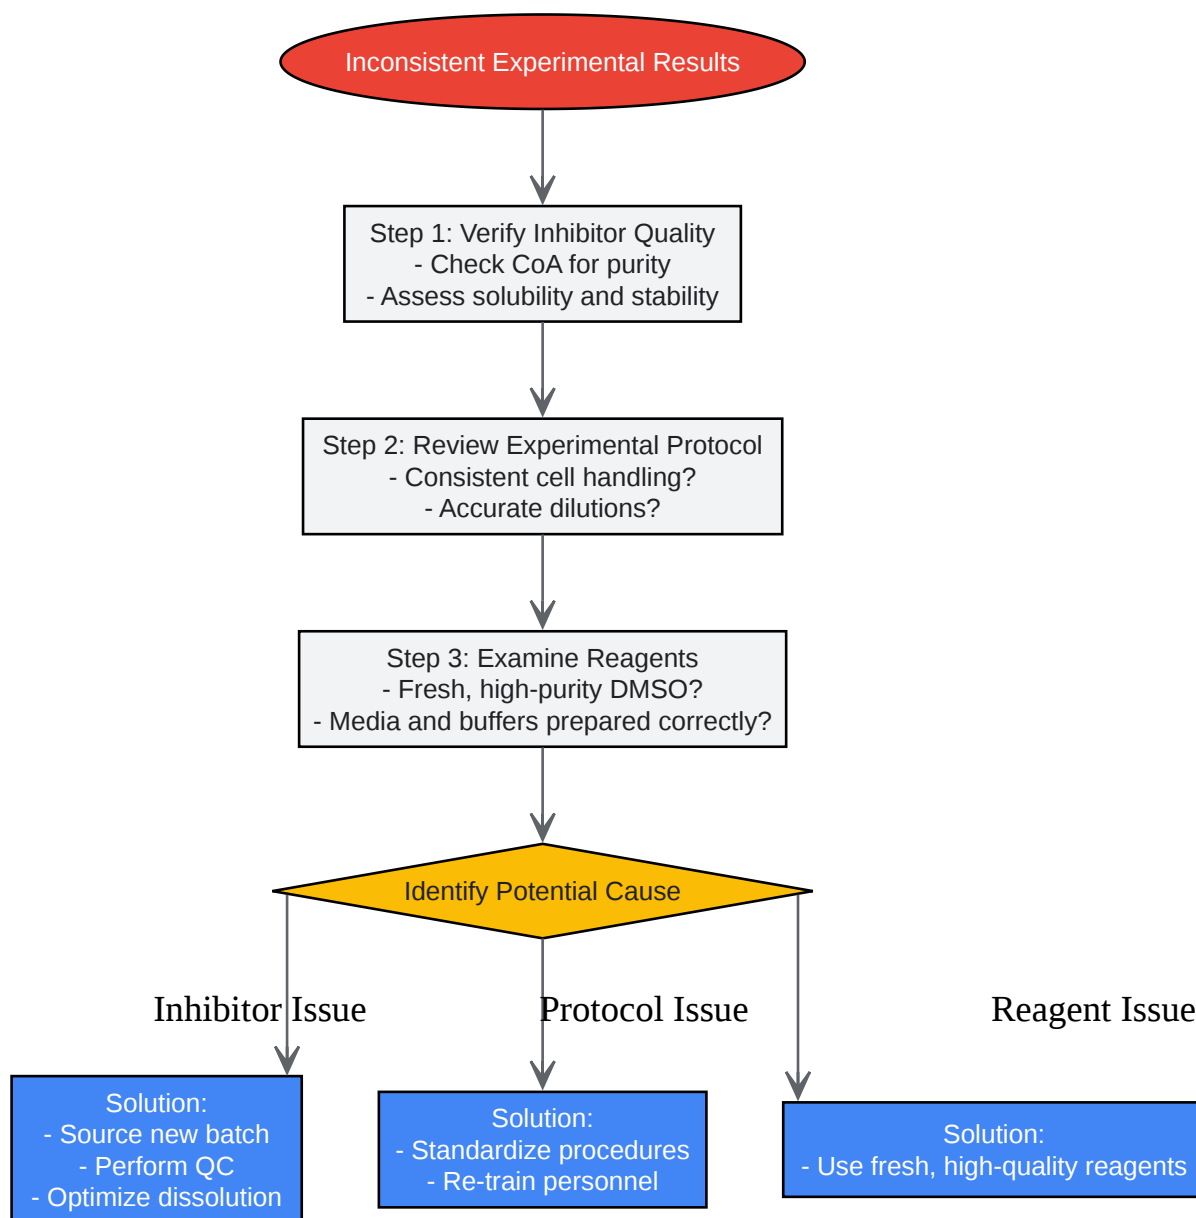 Inconsistent Experimental Results
Step 1: Verify Inhibitor Quality
- Check CoA for purity
- Assess solubility and stability
Step 2: Review Experimental Protocol
- Consistent cell handling?
- Accurate dilutions?
Step 3: Examine Reagents
- Fresh, high-purity DMSO?
- Media and buffers prepared correctly?
Identify Potential Cause
Inhibitor Issue
Protocol Issue
Reagent Issue
Solution:
- Source new batch
- Perform QC
- Optimize dissolution
Solution:
- Standardize procedures
- Re-train personnel
Solution:
- Use fresh, high-quality reagents